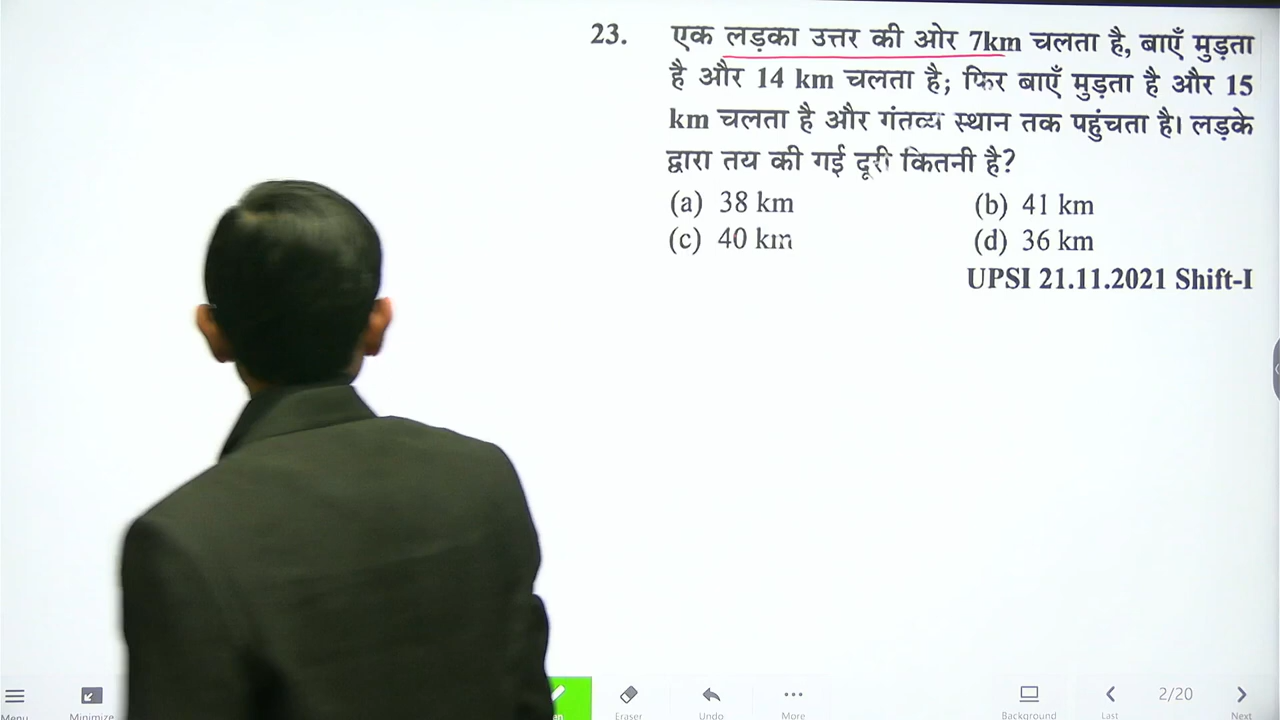 23. एक लड़का उत्तर की ओर 7km चलता है, बाएँ मुड़ता
है और 14 km चलता है; फिर बाएँ मुड़ता है और 15
km चलता है और गंतव्य स्थान तक पहुंचता है। लड़के
द्वारा तय की गई दूरी कितनी है?
(a) 38 km (b) 41 km
(c) 40 km (d) 36 km
UPSI 21.11.2021 Shift-I
2/20
Menu Minimize Eraser Undo More Background Last Next